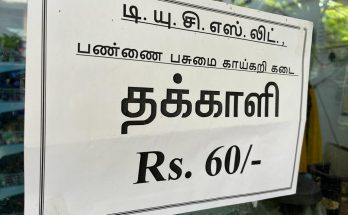 டி. யு. சி. எஸ். லிட். ,
பண்ணை பசுமை காய்கறி கடை
தக்காளி
Rs. 60/-